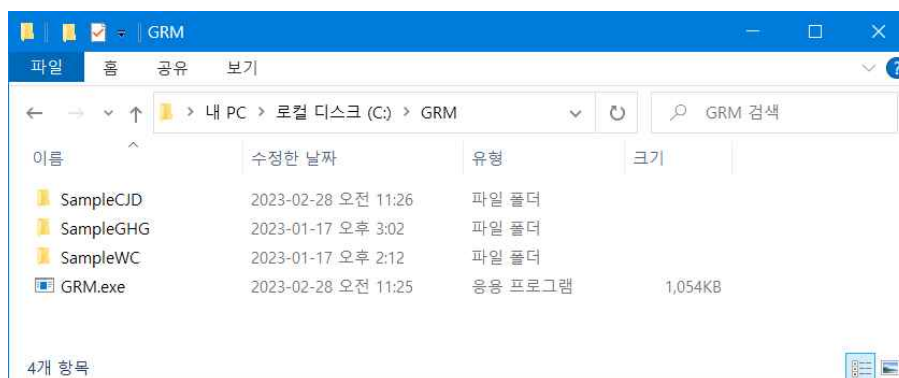 GRM
파일 홈 공유 보기
내 PC > 로컬 디스크 (C:) > GRM GRM 검색
이름 수정한 날짜 유형 크기
SampleCJD 2023-02-28 오전 11:26 파일 폴더
SampleGHG 2023-01-17 오후 3:02 파일 폴더
SampleWC 2023-01-17 오후 2:12 파일 폴더
GRM.exe 2023-02-28 오전 11:25 응용 프로그램 1,054KB
4개 항목